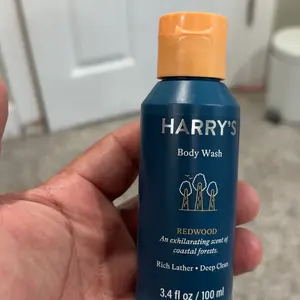 HARRY'S
Body Wash
REDWOOD
An exhilarating scent of
coastal forests.
Rich Lather • Deep Clean
3.4 fl oz / 100 ml